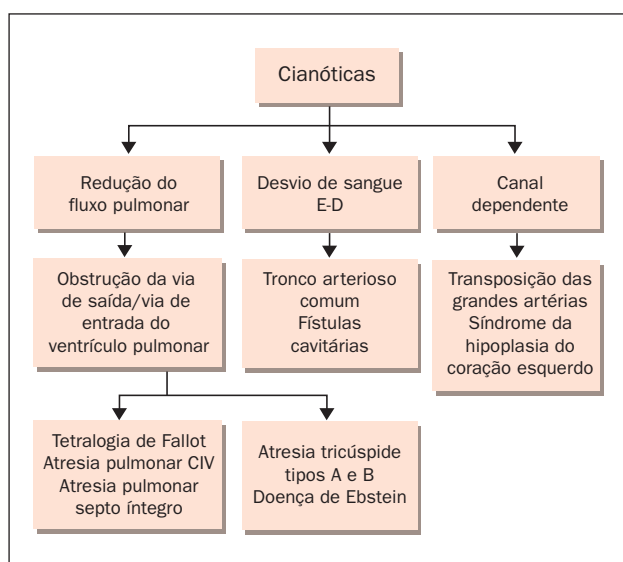 Cianóticas
Redução do
fluxo pulmonar
Desvio de sangue
E-D
Canal
dependente
Obstrução da via
de saída/via de
entrada do
ventrículo pulmonar
Tronco arterioso
comum
Fístulas
cavitárias
Transposição das
grandes artérias
Síndrome da
hipoplasia do
coração esquerdo
Tetralogia de Fallot
Atresia pulmonar CIV
Atresia pulmonar
septo íntegro
Atresia tricúspide
tipos A e B
Doença de Ebstein